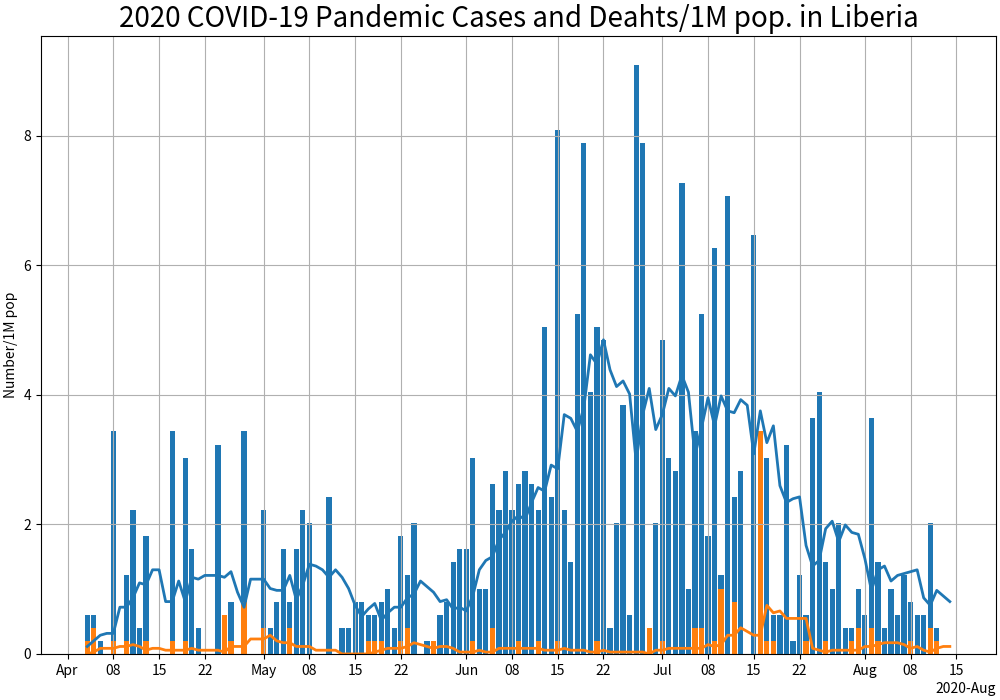 2020 COVID-19 Pandemic Cases and Deahts/1M pop. in Liberia
Number/1M pop
8
6
4
2
0
Apr 08 15 22 May 08 15 22 Jun 08 15 22 Jul 08 15 22 Aug 08 15
2020-Aug